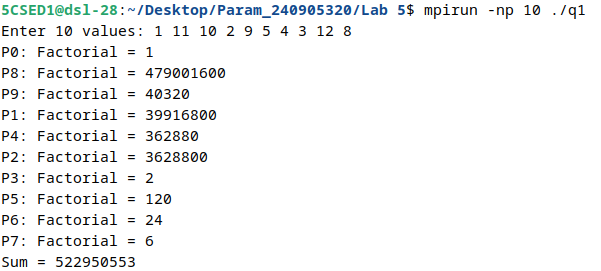 5CSED1@dsl-28:~/Desktop/Param_240905320/Lab 5$ mpirun -np 10 ./q1
Enter 10 values: 1 11 10 2 9 5 4 3 12 8
P0: Factorial = 1
P8: Factorial = 479001600
P9: Factorial = 40320
P1: Factorial = 39916800
P4: Factorial = 362880
P2: Factorial = 3628800
P3: Factorial = 2
P5: Factorial = 120
P6: Factorial = 24
P7: Factorial = 6
Sum = 522950553